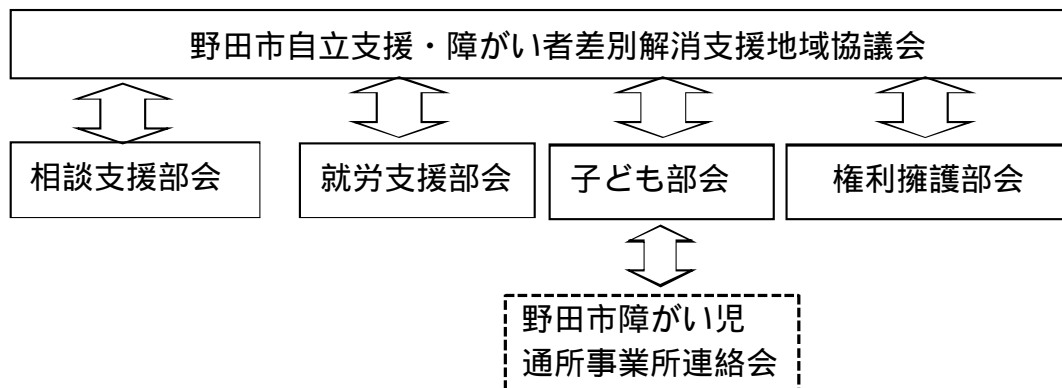 野田市自立支援・障がい者差別解消支援地域協議会
相談支援部会
就労支援部会
子ども部会
権利擁護部会
野田市障がい児
通所事業所連絡会